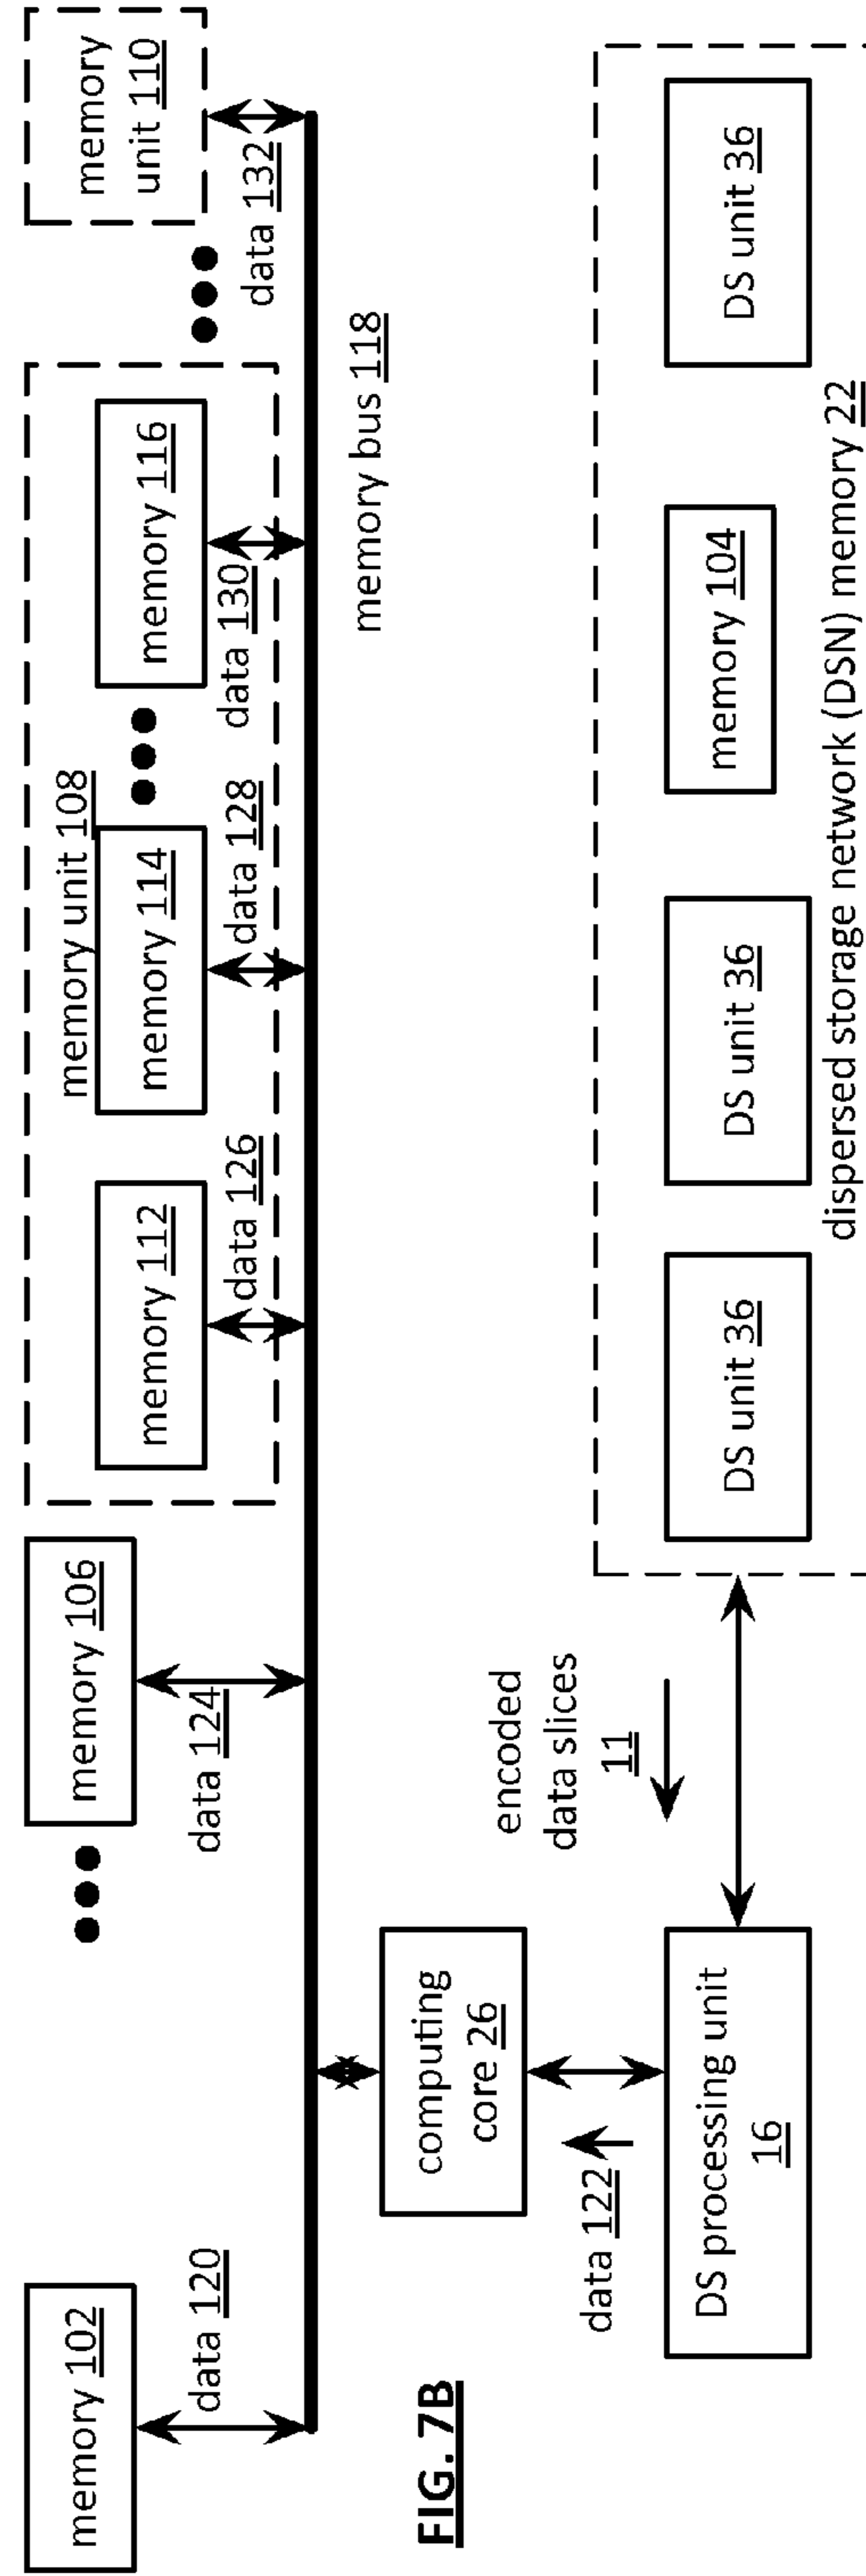 memory 102
data 120
memory 106
data 124
memory unit 108
memory 112
data 126
memory 114
data 128
memory 116
data 130
memory
unit 110
data 132
memory bus 118
computing
core 26
data 122
DS processing unit
16
encoded
data slices
11
DS unit 36
DS unit 36
memory 104
DS unit 36
dispersed storage network (DSN) memory 22
FIG. 7B